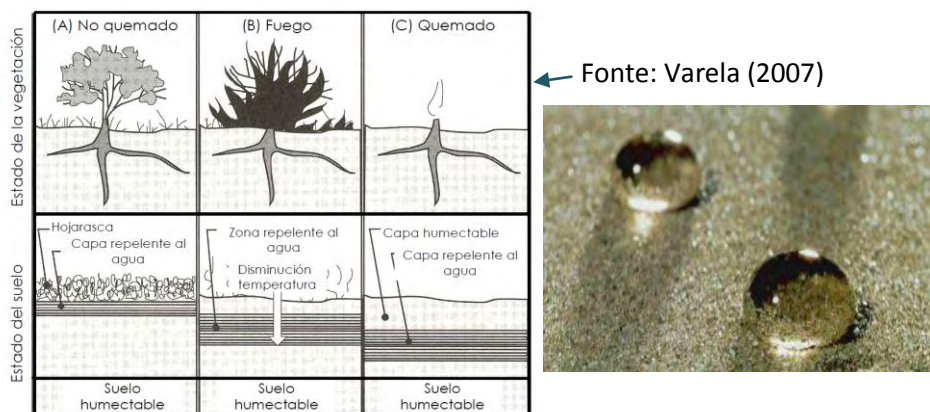 (A) No quemado
(B) Fuego
(C) Quemado
Estado de la vegetación
Fonte: Varela (2007)
Estado del suelo
Hojarasca
Capa repelente al
agua
Zona repelente al
agua
Disminución
temperatura
Capa humectable
Capa repelente al
agua
Suelo
humectable
Suelo
humectable
Suelo
humectable